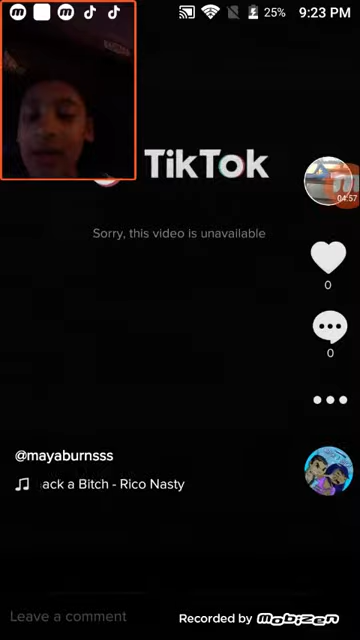 25% 9:23 PM
TikTok
04:57
Sorry, this video is unavailable
0
0
@mayaburnsss
ack a Bitch - Rico Nasty
Leave a comment
Recorded by Mobizen